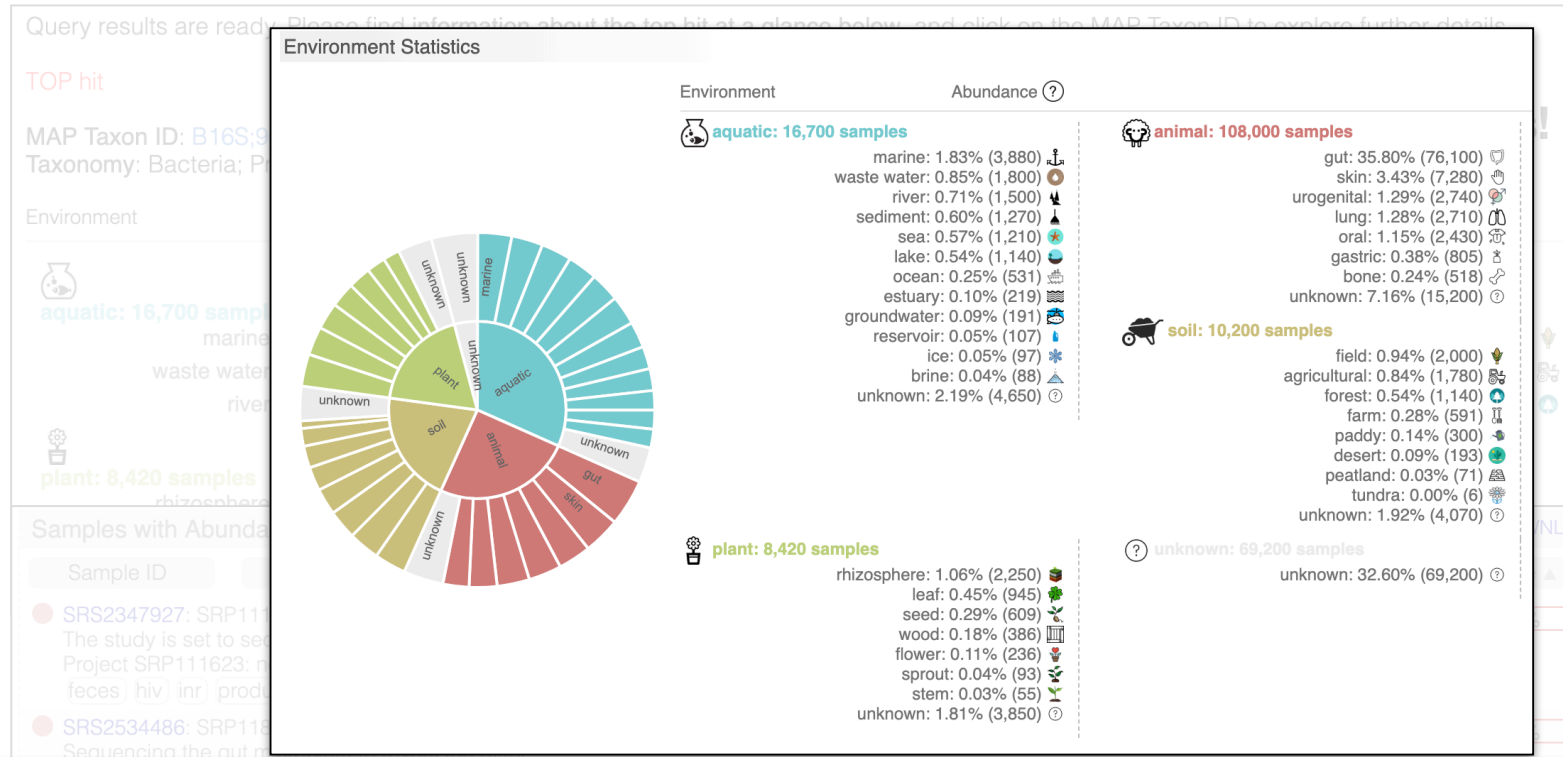 Query results are ready. Please find information about the top hit at a glance below, and click on the MAP Taxon ID to explore further details
TOP hit
MAP Taxon ID: B16S;9
Taxonomy: Bacteria; Pr
Environment
aquatic: 16,700 sampl
marine
waste water
river
plant: 8,420 samples
rhizosphere
Samples with Abunda
Sample ID
SRS2347927: SRP111
The study is set to sec
Project SRP111623: n
feces hiv inr produ
SRS2534486: SRP118
Sequencing the gut m
Environment Statistics
Environment Abundance ?
aquatic: 16,700 samples
marine: 1.83% (3,880)
waste water: 0.85% (1,800)
river: 0.71% (1,500)
sediment: 0.60% (1,270)
sea: 0.57% (1,210)
lake: 0.54% (1,140)
ocean: 0.25% (531)
estuary: 0.10% (219)
groundwater: 0.09% (191)
reservoir: 0.05% (107)
ice: 0.05% (97)
brine: 0.04% (88)
unknown: 2.19% (4,650) ?
animal: 108,000 samples
gut: 35.80% (76,100)
skin: 3.43% (7,280)
urogenital: 1.29% (2,740)
lung: 1.28% (2,710)
oral: 1.15% (2,430)
gastric: 0.38% (805)
bone: 0.24% (518)
unknown: 7.16% (15,200) ?
soil: 10,200 samples
field: 0.94% (2,000)
agricultural: 0.84% (1,780)
forest: 0.54% (1,140)
farm: 0.28% (591)
paddy: 0.14% (300)
desert: 0.09% (193)
peatland: 0.03% (71)
tundra: 0.00% (6)
unknown: 1.92% (4,070) ?
plant: 8,420 samples
rhizosphere: 1.06% (2,250)
leaf: 0.45% (945)
seed: 0.29% (609)
wood: 0.18% (386)
flower: 0.11% (236)
sprout: 0.04% (93)
stem: 0.03% (55)
unknown: 1.81% (3,850) ?
? unknown: 69,200 samples
unknown: 32.60% (69,200) ?
unknown
unknown
marine
unknown
plant
aquatic
unknown
soil
animal
unknown
gut
skin
unknown
!
WNL